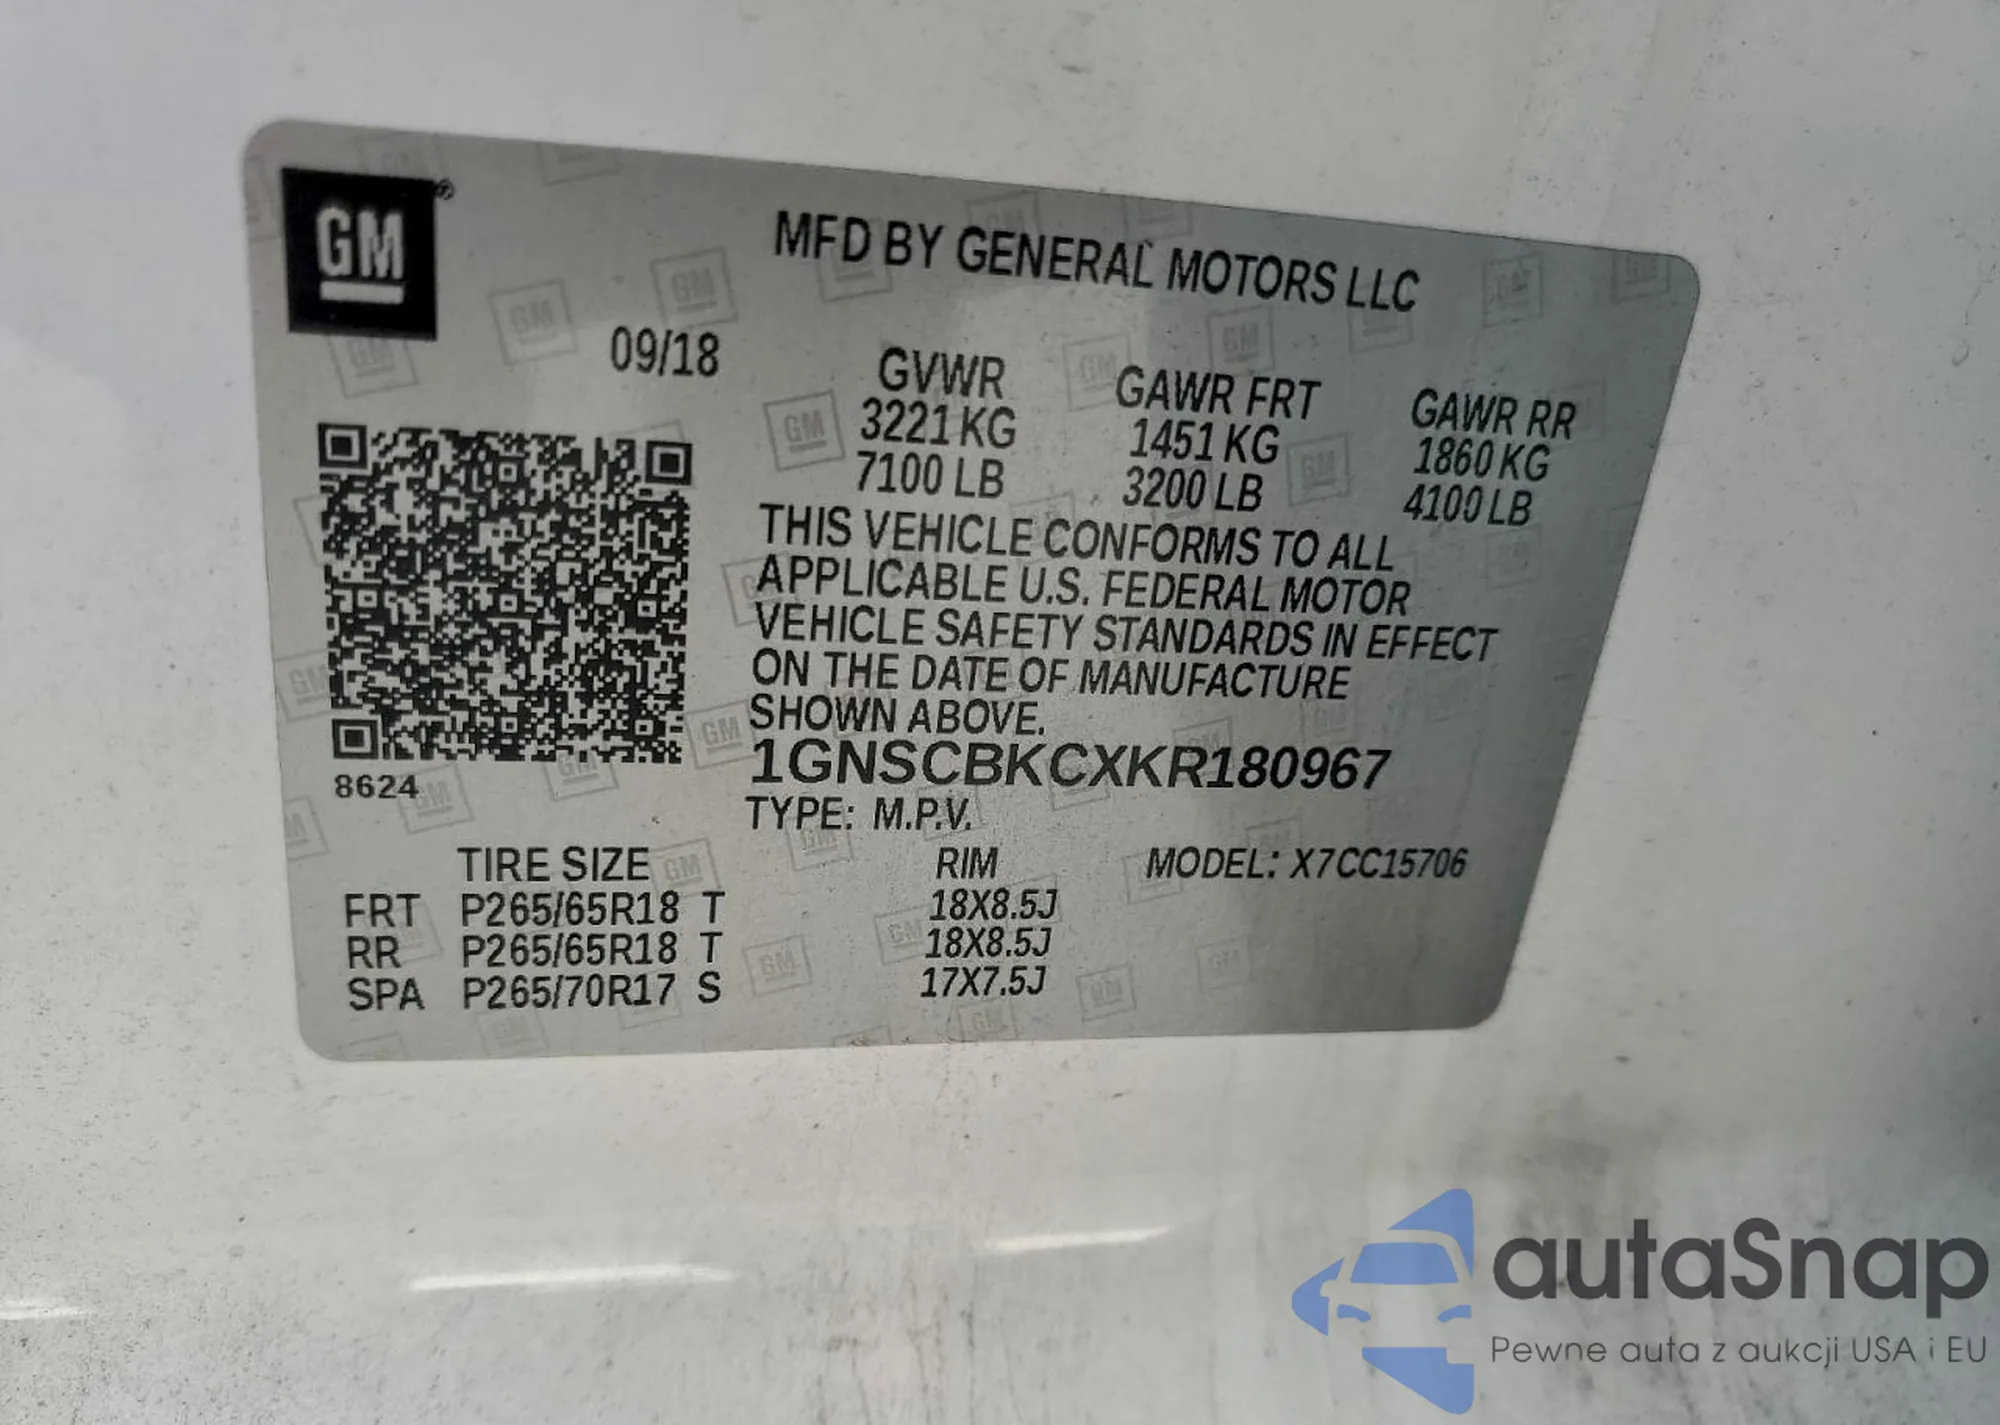 GM®
MFD BY GENERAL MOTORS LLC
09/18
GVWR GAWR FRT GAWR RR
3221 KG 1451 KG 1860 KG
7100 LB 3200 LB 4100 LB
THIS VEHICLE CONFORMS TO ALL
APPLICABLE U.S. FEDERAL MOTOR
VEHICLE SAFETY STANDARDS IN EFFECT
ON THE DATE OF MANUFACTURE
SHOWN ABOVE.
1GNSCBKCXKR180967
8624
TYPE: M.P.V.
TIRE SIZE RIM MODEL: X7CC15706
FRT P265/65R18 T 18X8.5J
RR P265/65R18 T 18X8.5J
SPA P265/70R17 S 17X7.5J
autaSnap
Pewne auta z aukcji USA i EU